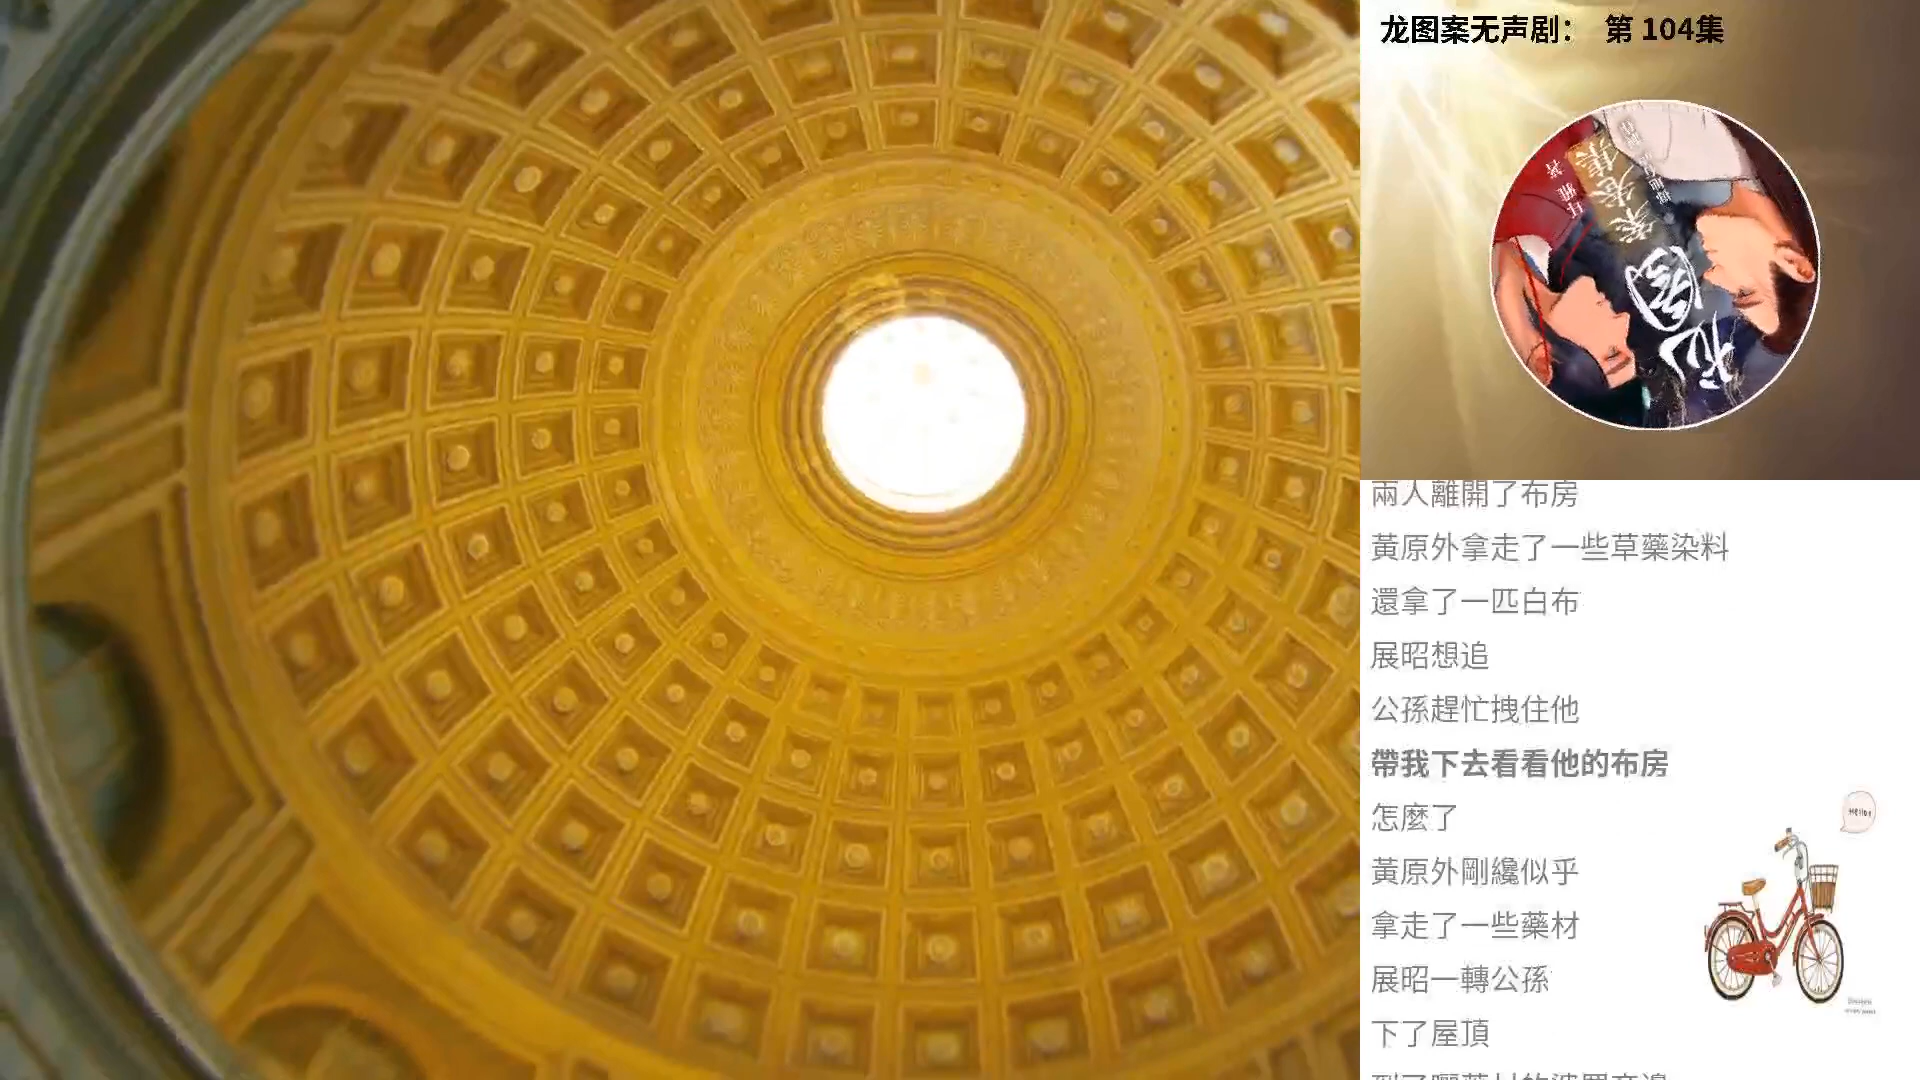 龙图案无声剧： 第 104集
兩人離開了布房
黃原外拿走了一些草藥染料
還拿了一匹白布
展昭想追
公孫趕忙拽住他
帶我下去看看他的布房
怎麼了
黃原外剛纔似乎
拿走了一些藥材
展昭一轉公孫
下了屋頂
Hello!